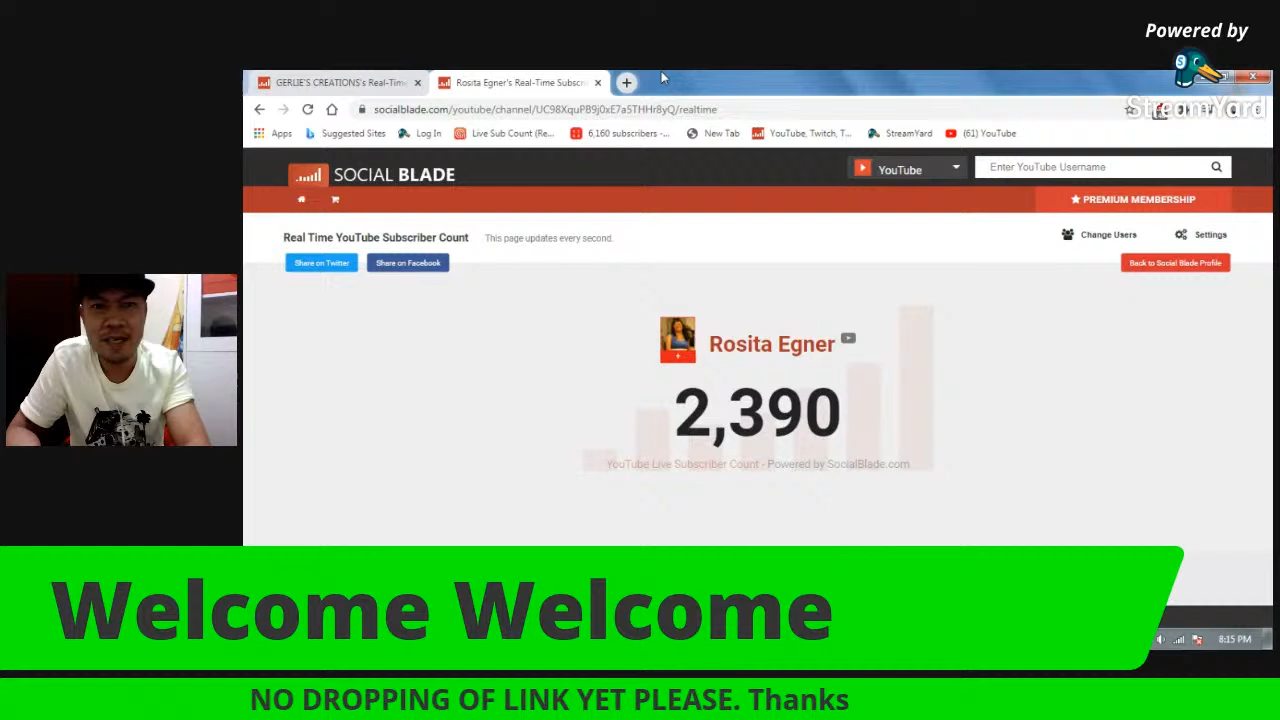 Powered by
StreamYard
GERLIE'S CREATIONS's Real-Time
Rosita Egner's Real-Time Subscri
socialblade.com/youtube/channel/UC98XquPB9j0xE7a5THHr8yQ/realtime
Apps Suggested Sites Log In Live Sub Count (Re... 6,160 subscribers -... New Tab YouTube, Twitch, T... StreamYard (61) YouTube
SOCIAL BLADE
YouTube
Enter YouTube Username
PREMIUM MEMBERSHIP
Real Time YouTube Subscriber Count This page updates every second.
Change Users Settings
Share on Twitter Share on Facebook
Back to Social Blade Profile
Rosita Egner
2,390
YouTube Live Subscriber Count - Powered by SocialBlade.com
Welcome Welcome
8:15 PM
NO DROPPING OF LINK YET PLEASE. Thanks